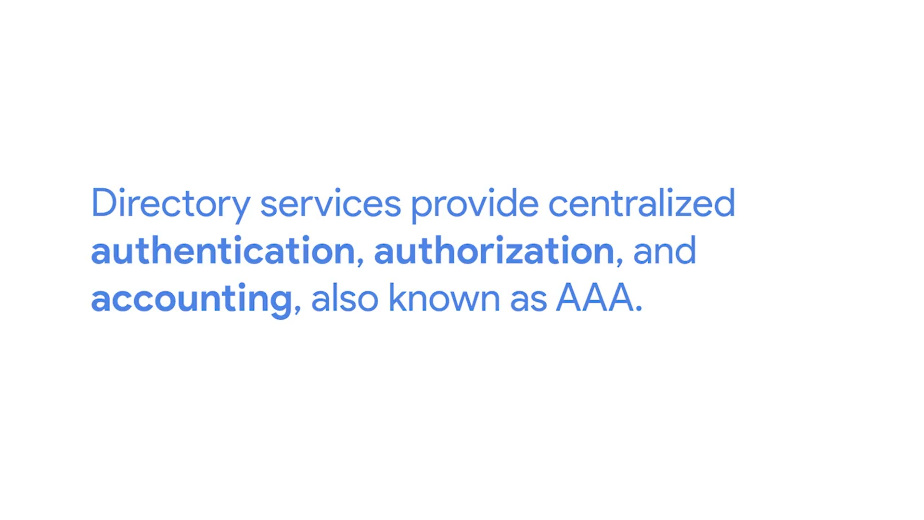 Directory services provide centralized
authentication, authorization, and
accounting, also known as AAA.